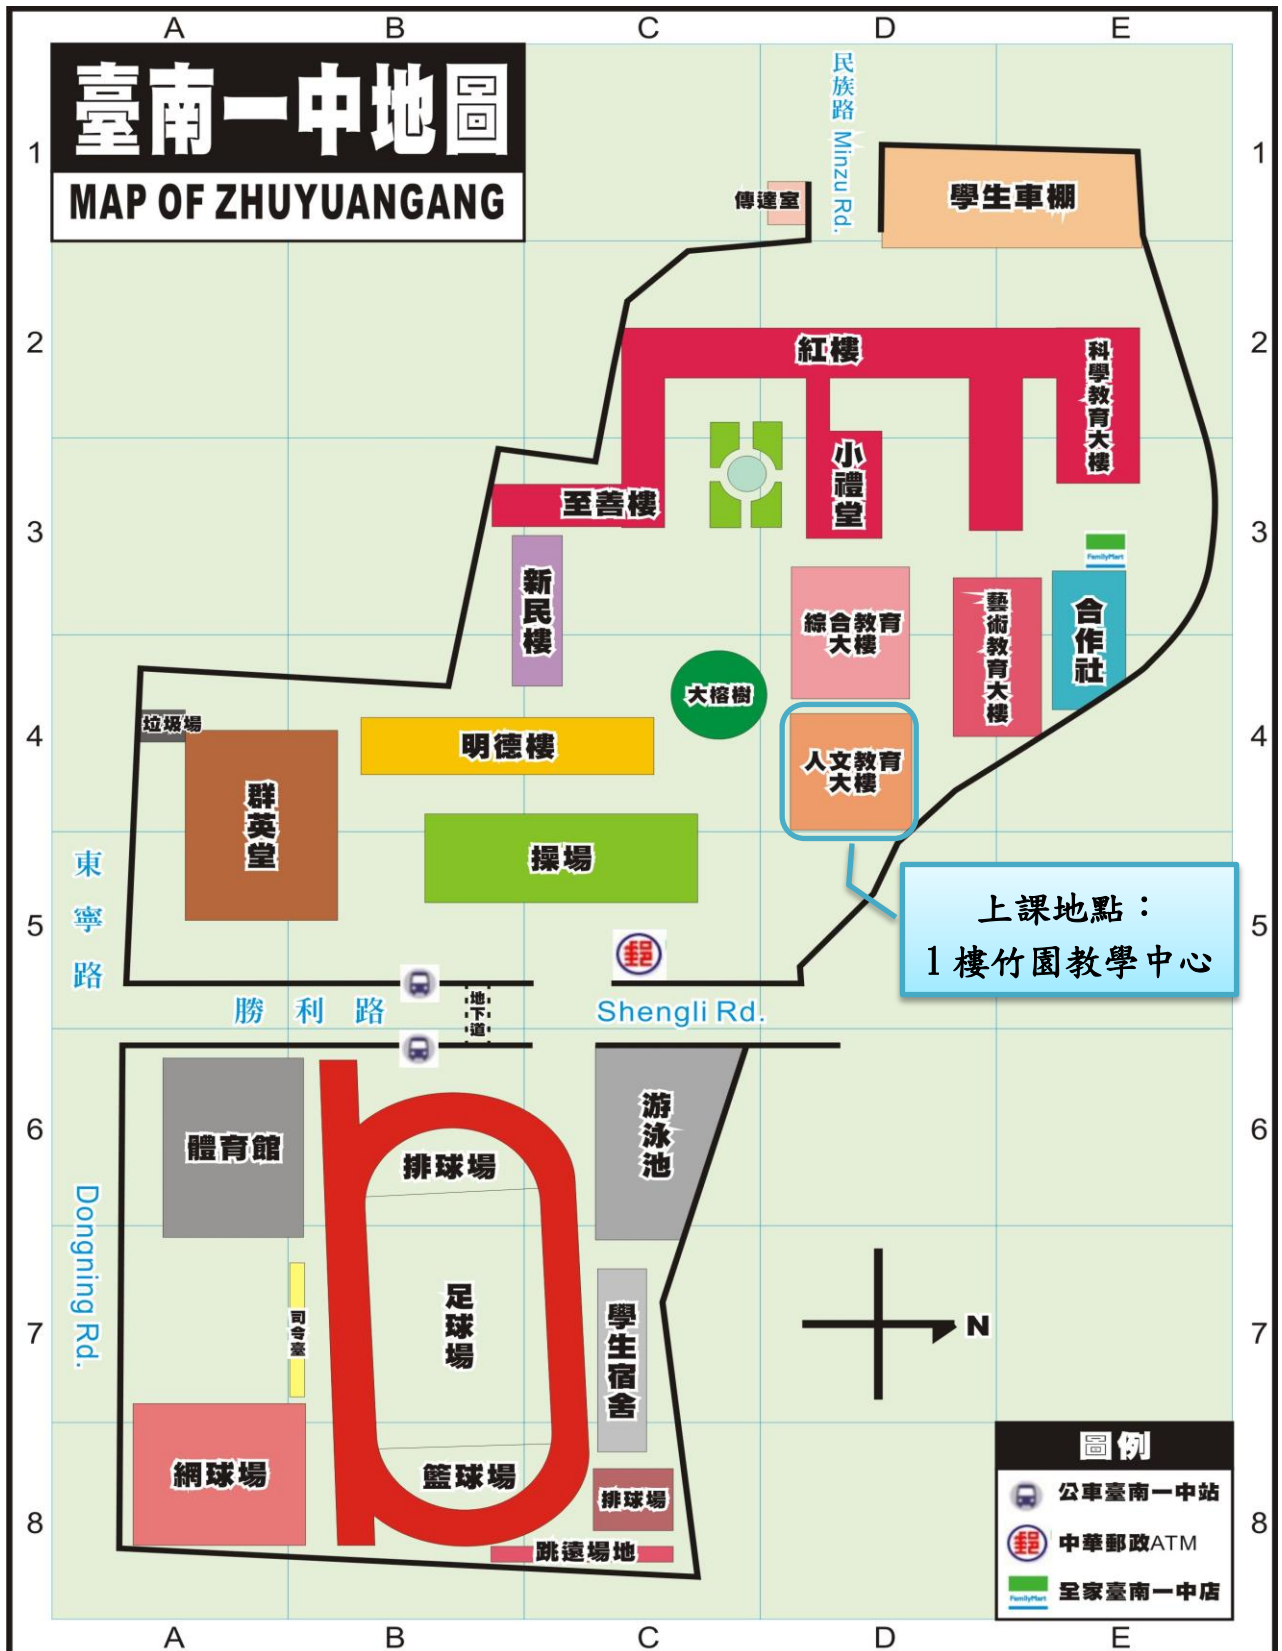 A B C D E
臺南一中地圖
MAP OF ZHUYUANGANG
民族路 Minzu Rd.
1 1
傳達室
學生車棚
2 2
紅樓
科學教育大樓
小禮堂
至善樓
3 3
FamilyMart
新民樓
綜合教育
大樓
藝術教育大樓
合作社
大榕樹
垃圾場
4 4
明德樓
人文教育
大樓
群英堂
操場
東寧路
上課地點：
1樓竹園教學中心
5 5
郵
勝利路
地下道
Shengli Rd.
游泳池
6 6
體育館
排球場
Dongning Rd.
足球場
司令臺
學生宿舍
7 7
N
網球場
籃球場
排球場
8 8
跳遠場地
圖例
公車臺南一中站
郵 中華郵政ATM
FamilyMart 全家臺南一中店
A B C D E